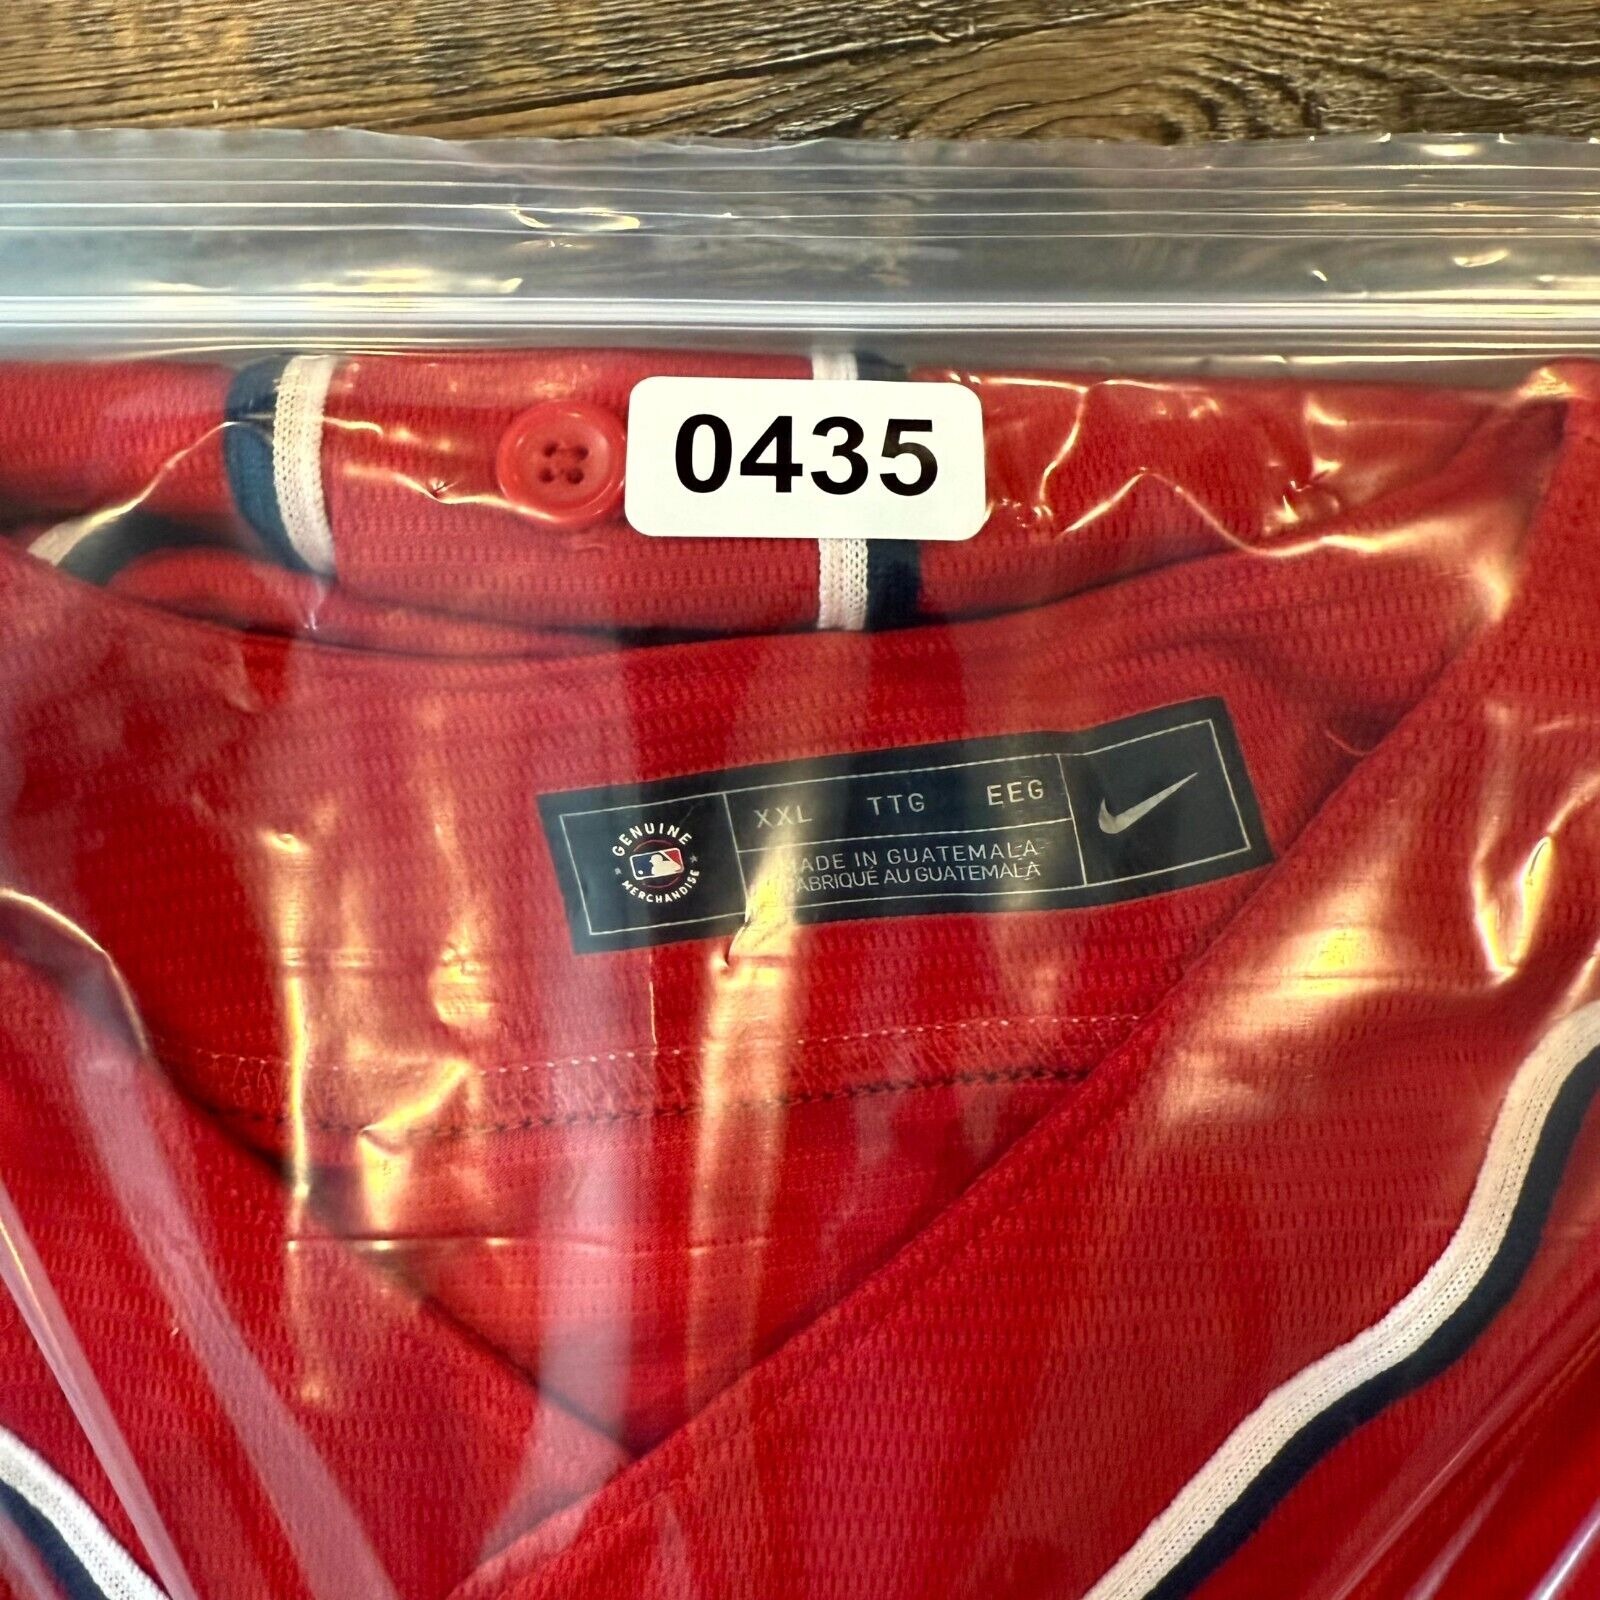 0435
GENUINE
MERCHANDISE
XXL TTG EEG
MADE IN GUATEMALA
FABRIQUÉ AU GUATEMALA